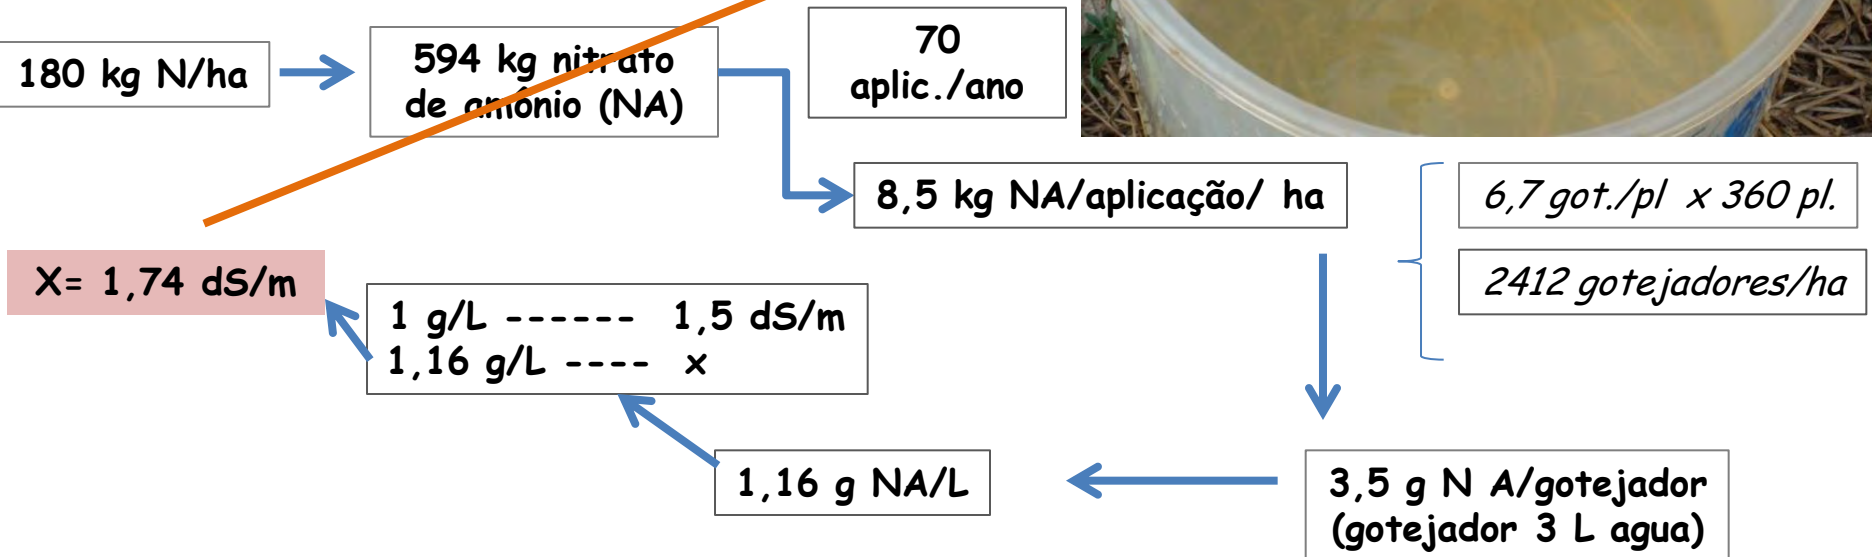 180 kg N/ha
594 kg nitrato
de amônio (NA)
70
aplic./ano
8,5 kg NA/aplicação/ ha
6,7 got./pl x 360 pl.
2412 gotejadores/ha
3,5 g N A/gotejador
(gotejador 3 L agua)
1,16 g NA/L
1 g/L ------ 1,5 dS/m
1,16 g/L ---- x
X= 1,74 dS/m